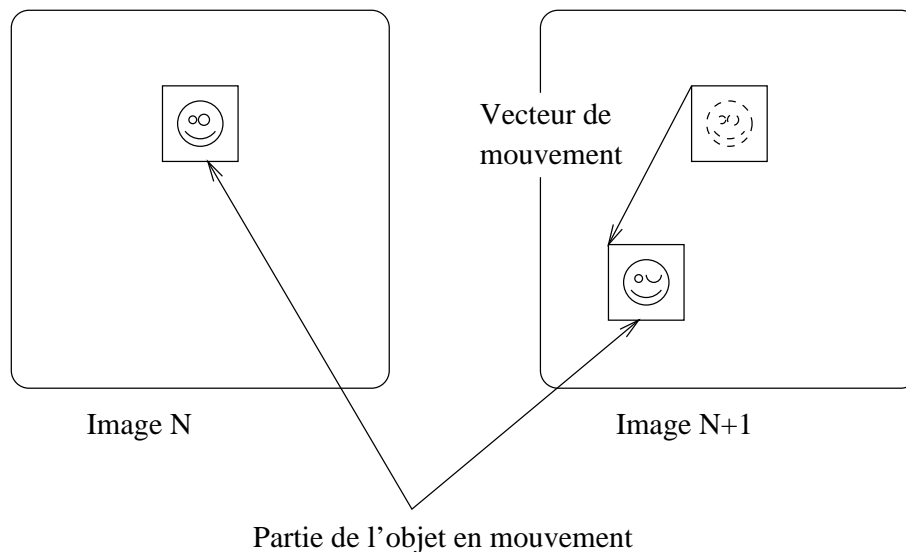 Vecteur de
mouvement
Image N
Image N+1
Partie de l’objet en mouvement